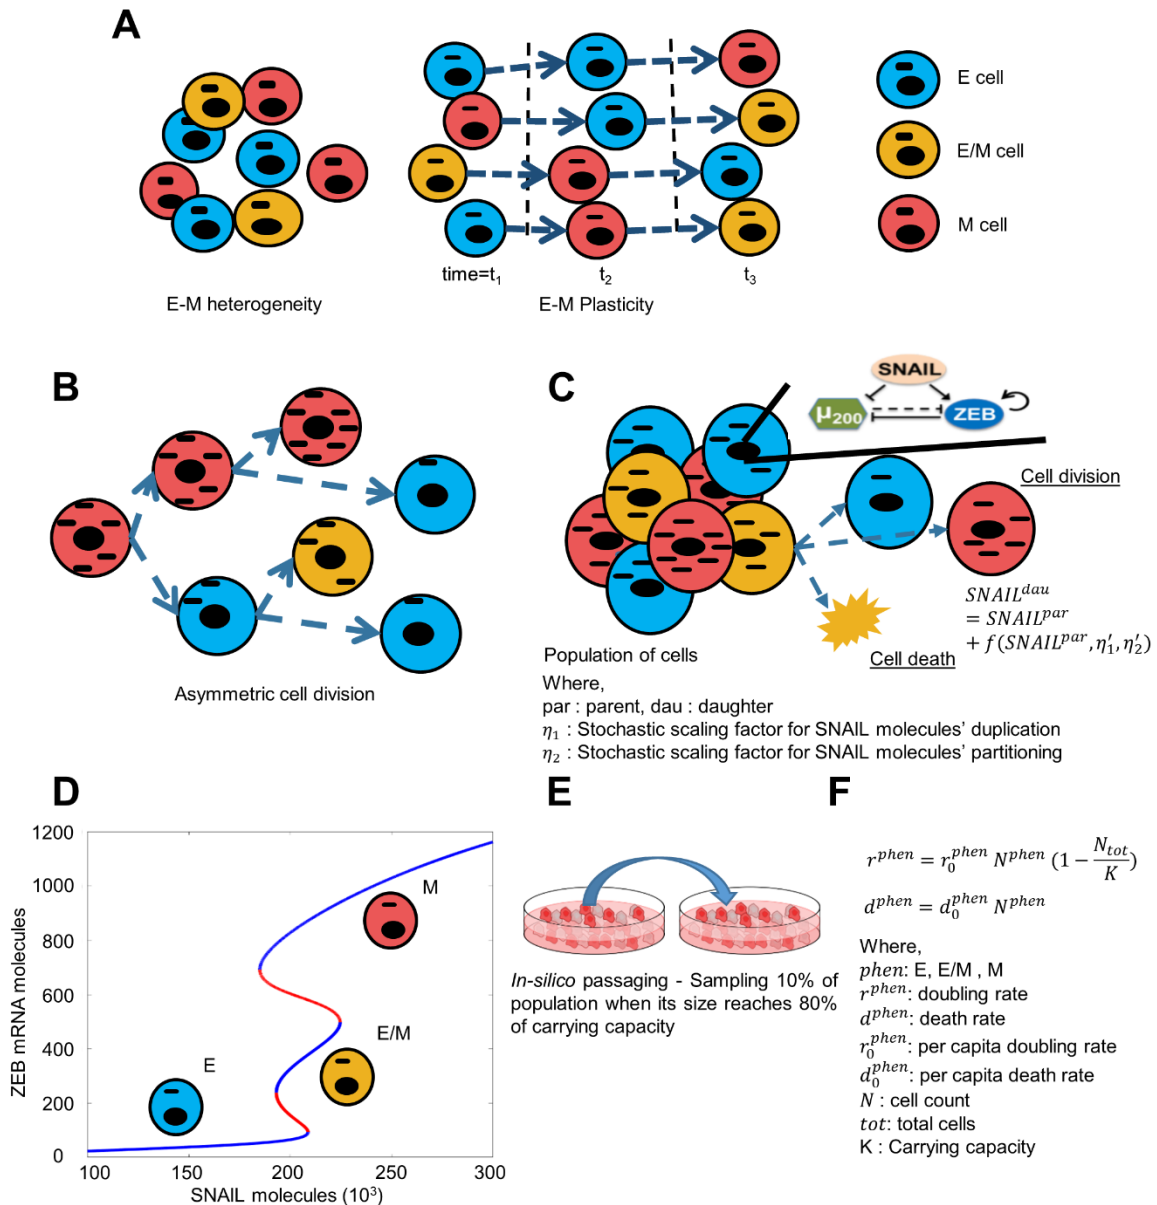 A
E cell
E/M cell
M cell
time=t₁
t₂
t₃
E-M heterogeneity
E-M Plasticity
B
Asymmetric cell division
C
SNAIL
μ₂₀₀
ZEB
Cell division
SNAIL^dau
= SNAIL^par
+ f(SNAIL^par, η₁′, η₂′)
Cell death
Population of cells
Where,
par : parent, dau : daughter
η₁ : Stochastic scaling factor for SNAIL molecules’ duplication
η₂ : Stochastic scaling factor for SNAIL molecules’ partitioning
D
ZEB mRNA molecules
1200
1000
800
600
400
200
0
M
E/M
E
100
150
200
250
300
SNAIL molecules (10³)
E
In-silico passaging - Sampling 10% of
population when its size reaches 80%
of carrying capacity
F
r^phen = r₀^phen N^phen (1 − N_tot/K)
d^phen = d₀^phen N^phen
Where,
phen: E, E/M , M
r^phen: doubling rate
d^phen: death rate
r₀^phen: per capita doubling rate
d₀^phen: per capita death rate
N : cell count
tot: total cells
K : Carrying capacity